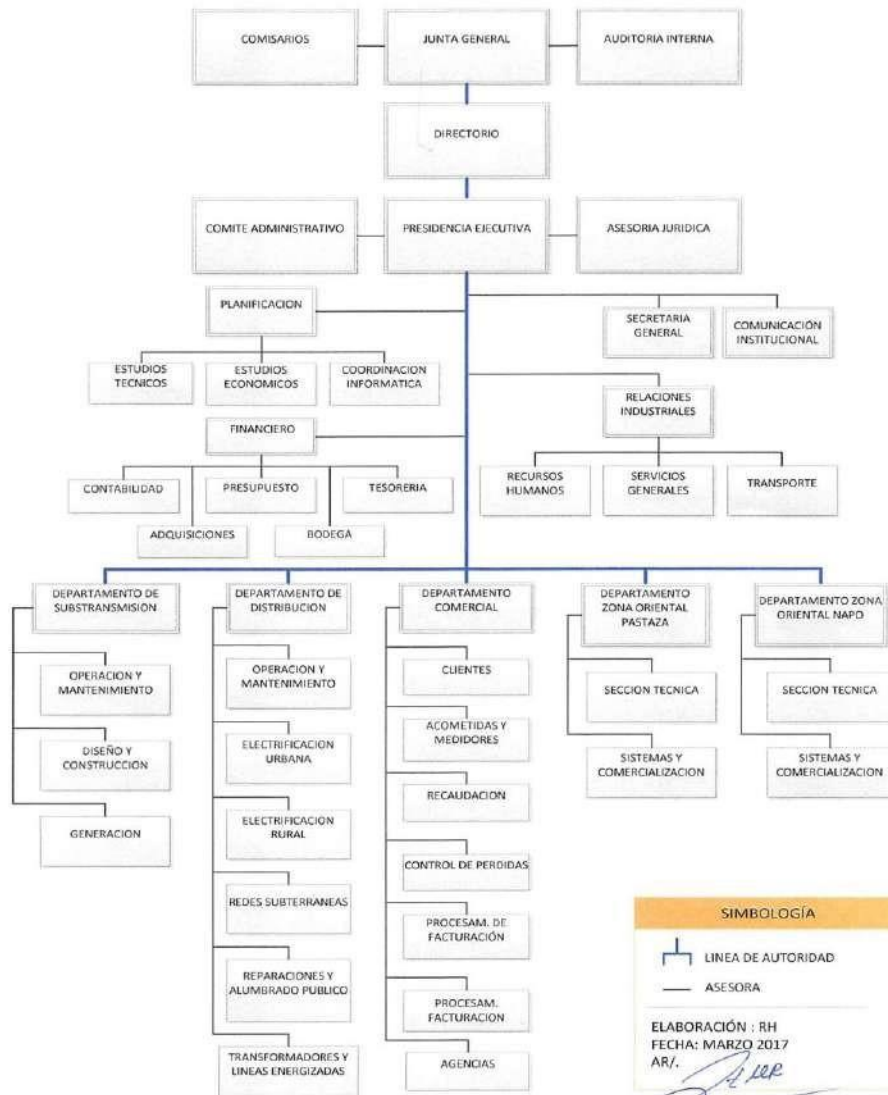 COMISARIOS
JUNTA GENERAL
AUDITORIA INTERNA
DIRECTORIO
COMITE ADMINISTRATIVO
PRESIDENCIA EJECUTIVA
ASESORIA JURIDICA
PLANIFICACION
SECRETARIA
GENERAL
COMUNICACIÓN
INSTITUCIONAL
ESTUDIOS
TECNICOS
ESTUDIOS
ECONOMICOS
COORDINACION
INFORMATICA
RELACIONES
INDUSTRIALES
FINANCIERO
CONTABILIDAD
PRESUPUESTO
TESORERIA
RECURSOS
HUMANOS
SERVICIOS
GENERALES
TRANSPORTE
ADQUISICIONES
BODEGA
DEPARTAMENTO DE
SUBSTRANSMISION
OPERACION Y
MANTENIMIENTO
DISEÑO Y
CONSTRUCCION
GENERACION
DEPARTAMENTO DE
DISTRIBUCION
OPERACION Y
MANTENIMIENTO
ELECTRIFICACION
URBANA
ELECTRIFICACION
RURAL
REDES SUBTERRANEAS
REPARACIONES Y
ALUMBRADO PUBLICO
TRANSFORMADORES Y
LINEAS ENERGIZADAS
DEPARTAMENTO
COMERCIAL
CLIENTES
ACOMETIDAS Y
MEDIDORES
RECAUDACION
CONTROL DE PERDIDAS
PROCESAM. DE
FACTURACIÓN
PROCESAM.
FACTURACION
AGENCIAS
DEPARTAMENTO
ZONA ORIENTAL
PASTAZA
SECCION TECNICA
SISTEMAS Y
COMERCIALIZACION
DEPARTAMENTO ZONA
ORIENTAL NAPO
SECCION TECNICA
SISTEMAS Y
COMERCIALIZACION
SIMBOLOGÍA
LINEA DE AUTORIDAD
ASESORA
ELABORACIÓN : RH
FECHA: MARZO 2017
AR/.